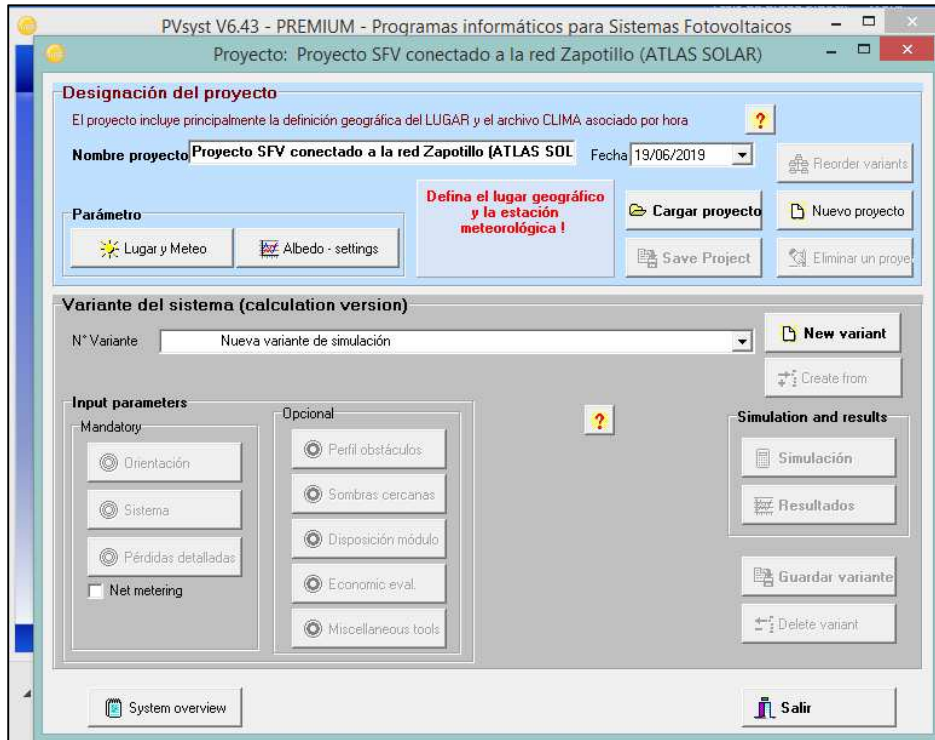 PVsyst V6.43 - PREMIUM - Programas informáticos para Sistemas Fotovoltaicos
Proyecto: Proyecto SFV conectado a la red Zapotillo (ATLAS SOLAR)
Designación del proyecto
El proyecto incluye principalmente la definición geográfica del LUGAR y el archivo CLIMA asociado por hora
?
Nombre proyecto Proyecto SFV conectado a la red Zapotillo (ATLAS SOL
Fecha 19/06/2019
Reorder variants
Parámetro
Lugar y Meteo
Albedo - settings
Defina el lugar geográfico
y la estación
meteorológica !
Cargar proyecto
Nuevo proyecto
Save Project
Eliminar un proye
Variante del sistema (calculation version)
N° Variante
Nueva variante de simulación
New variant
Create from
Input parameters
Mandatory
Orientación
Sistema
Pérdidas detalladas
Net metering
Opcional
Perfil obstáculos
Sombras cercanas
Disposición módulo
Economic eval.
Miscellaneous tools
?
Simulation and results
Simulación
Resultados
Guardar variante
Delete variant
System overview
Salir